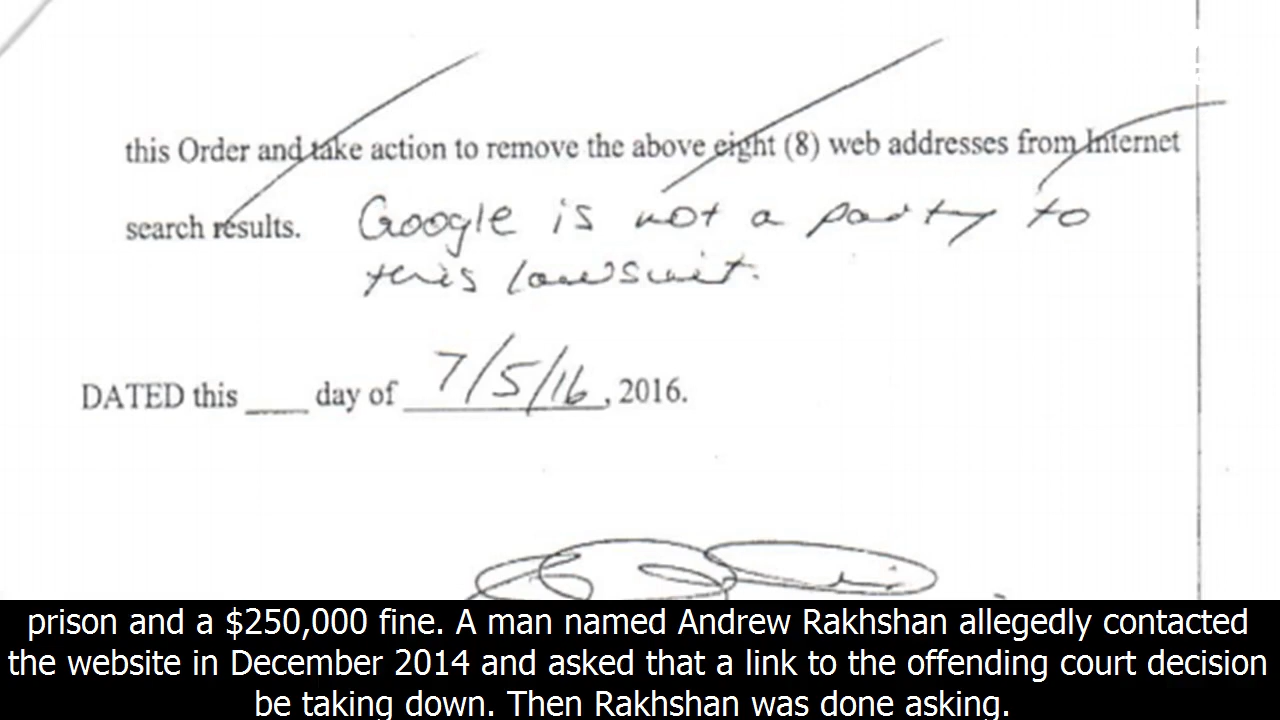 this Order and take action to remove the above eight (8) web addresses from Internet
search results. Google is not a party to
this lawsuit.
DATED this ____ day of 7/5/16, 2016.
prison and a $250,000 fine. A man named Andrew Rakhshan allegedly contacted
the website in December 2014 and asked that a link to the offending court decision
be taking down. Then Rakhshan was done asking.